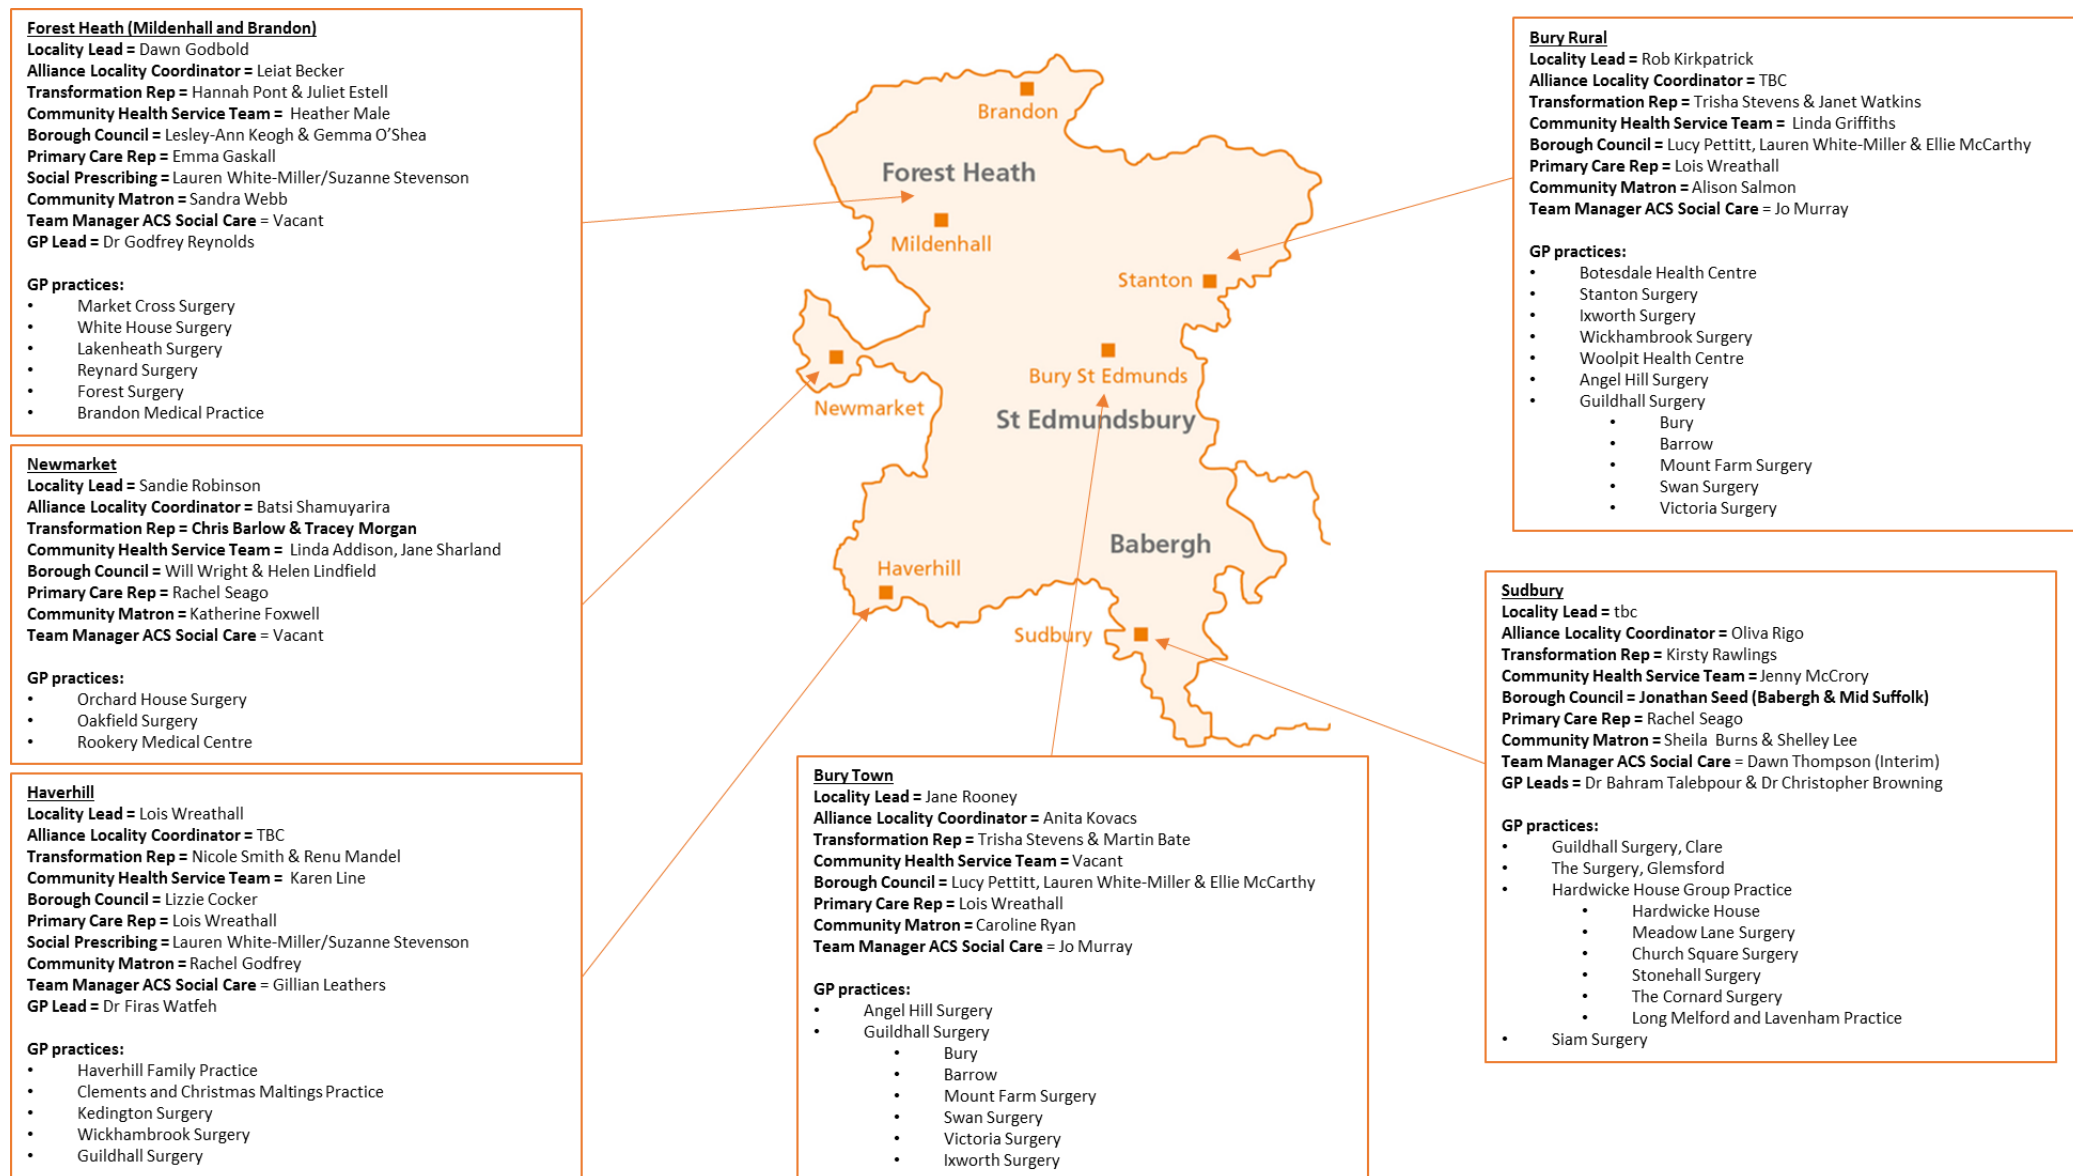 Forest Heath (Mildenhall and Brandon)
Locality Lead = Dawn Godbold
Alliance Locality Coordinator = Leiat Becker
Transformation Rep = Hannah Pont & Juliet Estell
Community Health Service Team = Heather Male
Borough Council = Lesley-Ann Keogh & Gemma O'Shea
Primary Care Rep = Emma Gaskall
Social Prescribing = Lauren White-Miller/Suzanne Stevenson
Community Matron = Sandra Webb
Team Manager ACS Social Care = Vacant
GP Lead = Dr Godfrey Reynolds
GP practices:
• Market Cross Surgery
• White House Surgery
• Lakenheath Surgery
• Reynard Surgery
• Forest Surgery
• Brandon Medical Practice
Newmarket
Locality Lead = Sandie Robinson
Alliance Locality Coordinator = Batsi Shamuyarira
Transformation Rep = Chris Barlow & Tracey Morgan
Community Health Service Team = Linda Addison, Jane Sharland
Borough Council = Will Wright & Helen Lindfield
Primary Care Rep = Rachel Seago
Community Matron = Katherine Foxwell
Team Manager ACS Social Care = Vacant
GP practices:
• Orchard House Surgery
• Oakfield Surgery
• Rookery Medical Centre
Haverhill
Locality Lead = Lois Wreathall
Alliance Locality Coordinator = TBC
Transformation Rep = Nicole Smith & Renu Mandel
Community Health Service Team = Karen Line
Borough Council = Lizzie Cocker
Primary Care Rep = Lois Wreathall
Social Prescribing = Lauren White-Miller/Suzanne Stevenson
Community Matron = Rachel Godfrey
Team Manager ACS Social Care = Gillian Leathers
GP Lead = Dr Firas Watfeh
GP practices:
• Haverhill Family Practice
• Clements and Christmas Maltings Practice
• Kedington Surgery
• Wickhambrook Surgery
• Guildhall Surgery
Brandon
Forest Heath
Mildenhall
Stanton
Bury St Edmunds
Newmarket
St Edmundsbury
Babergh
Haverhill
Sudbury
Bury Town
Locality Lead = Jane Rooney
Alliance Locality Coordinator = Anita Kovacs
Transformation Rep = Trisha Stevens & Martin Bate
Community Health Service Team = Vacant
Borough Council = Lucy Pettitt, Lauren White-Miller & Ellie McCarthy
Primary Care Rep = Lois Wreathall
Community Matron = Caroline Ryan
Team Manager ACS Social Care = Jo Murray
GP practices:
• Angel Hill Surgery
• Guildhall Surgery
• Bury
• Barrow
• Mount Farm Surgery
• Swan Surgery
• Victoria Surgery
• Ixworth Surgery
Bury Rural
Locality Lead = Rob Kirkpatrick
Alliance Locality Coordinator = TBC
Transformation Rep = Trisha Stevens & Janet Watkins
Community Health Service Team = Linda Griffiths
Borough Council = Lucy Pettitt, Lauren White-Miller & Ellie McCarthy
Primary Care Rep = Lois Wreathall
Community Matron = Alison Salmon
Team Manager ACS Social Care = Jo Murray
GP practices:
• Botesdale Health Centre
• Stanton Surgery
• Ixworth Surgery
• Wickhambrook Surgery
• Woolpit Health Centre
• Angel Hill Surgery
• Guildhall Surgery
• Bury
• Barrow
• Mount Farm Surgery
• Swan Surgery
• Victoria Surgery
Sudbury
Locality Lead = tbc
Alliance Locality Coordinator = Oliva Rigo
Transformation Rep = Kirsty Rawlings
Community Health Service Team = Jenny McCrory
Borough Council = Jonathan Seed (Babergh & Mid Suffolk)
Primary Care Rep = Rachel Seago
Community Matron = Sheila Burns & Shelley Lee
Team Manager ACS Social Care = Dawn Thompson (Interim)
GP Leads = Dr Bahram Talebpour & Dr Christopher Browning
GP practices:
• Guildhall Surgery, Clare
• The Surgery, Glemsford
• Hardwicke House Group Practice
• Hardwicke House
• Meadow Lane Surgery
• Church Square Surgery
• Stonehall Surgery
• The Cornard Surgery
• Long Melford and Lavenham Practice
• Siam Surgery